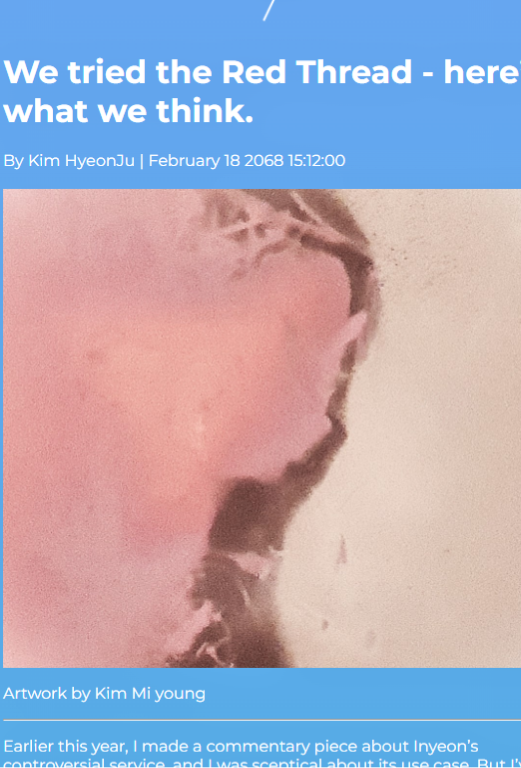 We tried the Red Thread - here'
what we think.
By Kim HyeonJu | February 18 2068 15:12:00
Artwork by Kim Mi young
Earlier this year, I made a commentary piece about Inyeon's
controversial service, and I was sceptical about its use case. But I'